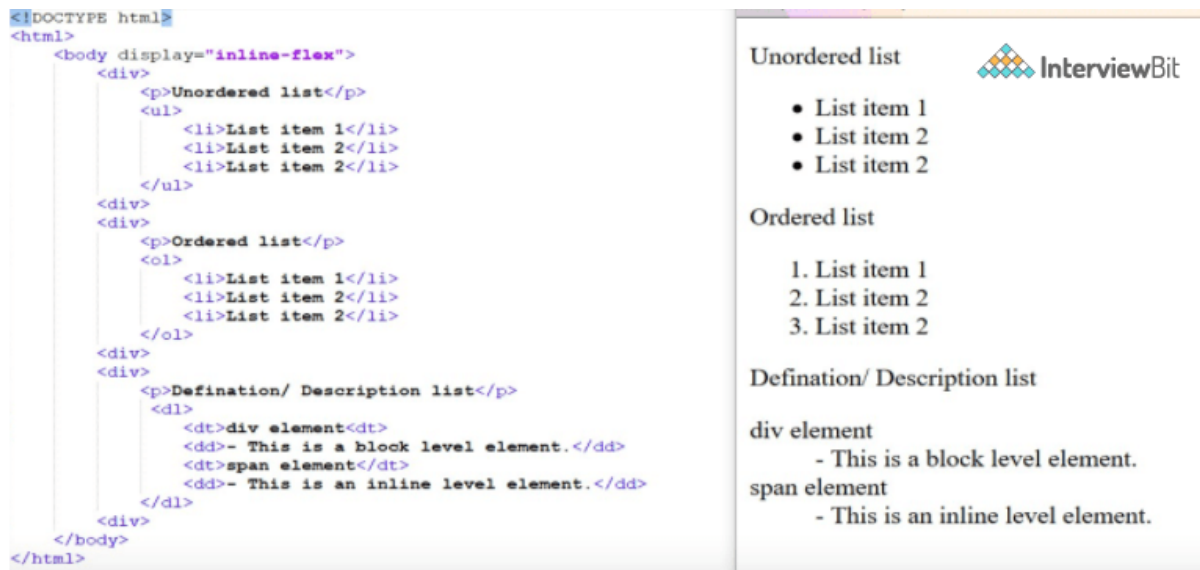 <!DOCTYPE html>
<html>
    <body display="inline-flex">
        <div>
            <p>Unordered list</p>
            <ul>
                <li>List item 1</li>
                <li>List item 2</li>
                <li>List item 2</li>
            </ul>
        <div>
        <div>
            <p>Ordered list</p>
            <ol>
                <li>List item 1</li>
                <li>List item 2</li>
                <li>List item 2</li>
            </ol>
        <div>
        <div>
            <p>Defination/ Description list</p>
             <dl>
                <dt>div element<dt>
                <dd>- This is a block level element.</dd>
                <dt>span element</dt>
                <dd>- This is an inline level element.</dd>
            </dl>
        <div>
    </body>
</html>
InterviewBit
Unordered list
• List item 1
• List item 2
• List item 2
Ordered list
1. List item 1
2. List item 2
3. List item 2
Defination/ Description list
div element
- This is a block level element.
span element
- This is an inline level element.